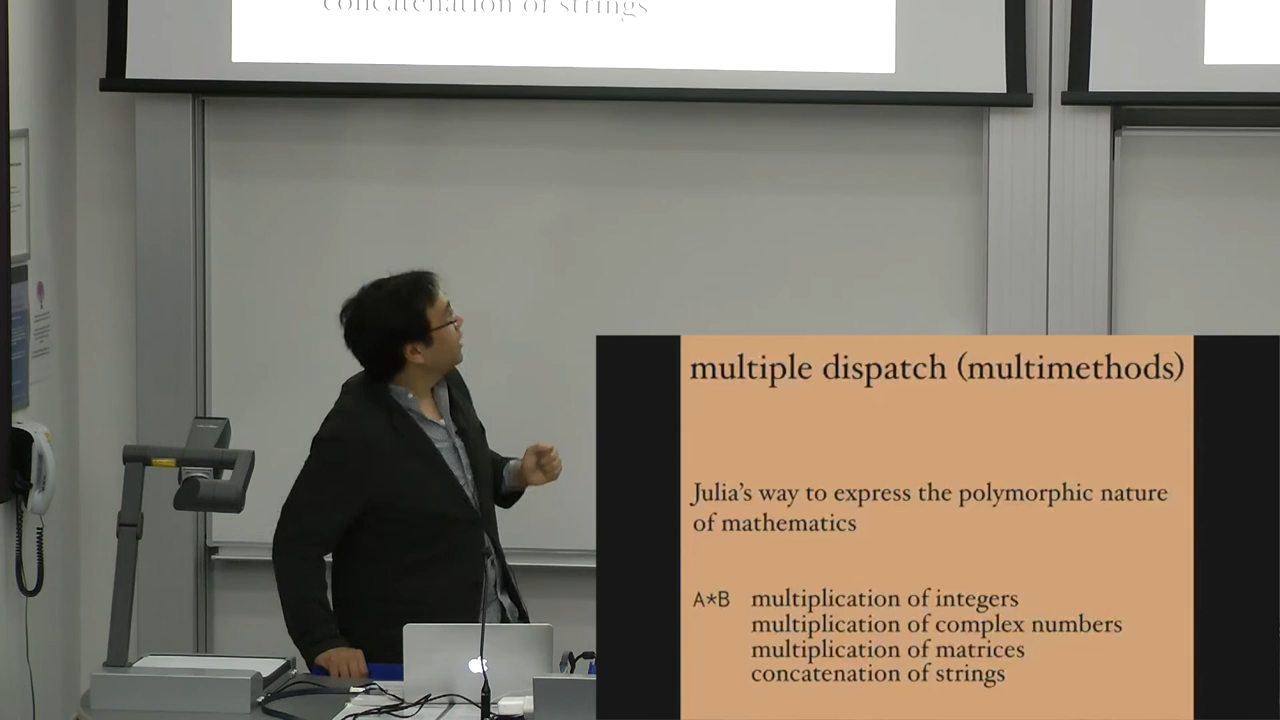 concatenation of strings
multiple dispatch (multimethods)
Julia's way to express the polymorphic nature
of mathematics
A*B multiplication of integers
multiplication of complex numbers
multiplication of matrices
concatenation of strings